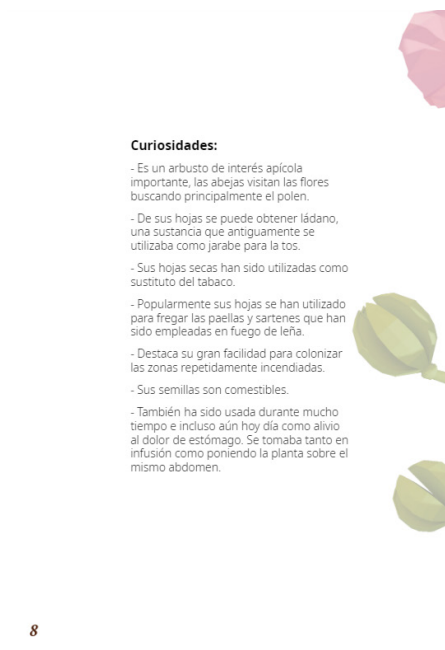 Curiosidades:
- Es un arbusto de interés apícola
importante, las abejas visitan las flores
buscando principalmente el polen.
- De sus hojas se puede obtener ládano,
una sustancia que antiguamente se
utilizaba como jarabe para la tos.
- Sus hojas secas han sido utilizadas como
sustituto del tabaco.
- Popularmente sus hojas se han utilizado
para fregar las paellas y sartenes que han
sido empleadas en fuego de leña.
- Destaca su gran facilidad para colonizar
las zonas repetidamente incendiadas.
- Sus semillas son comestibles.
- También ha sido usada durante mucho
tiempo e incluso aún hoy día como alivio
al dolor de estómago. Se tomaba tanto en
infusión como poniendo la planta sobre el
mismo abdomen.
8